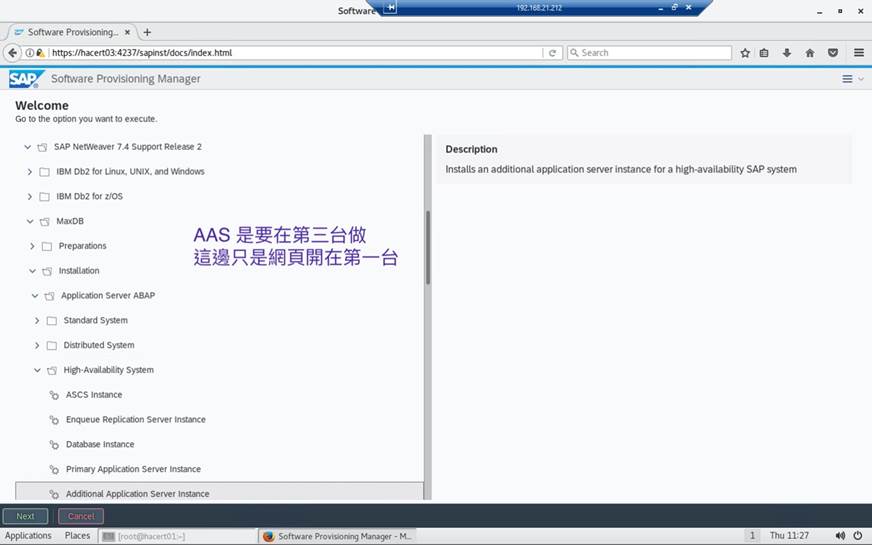 Software
192.168.21.212
Software Provisioning...
https://hacert03:4237/sapinst/docs/index.html
Search
SAP
Software Provisioning Manager
Welcome
Go to the option you want to execute.
SAP NetWeaver 7.4 Support Release 2
IBM Db2 for Linux, UNIX, and Windows
IBM Db2 for z/OS
MaxDB
Preparations
Installation
Application Server ABAP
Standard System
Distributed System
High-Availability System
ASCS Instance
Enqueue Replication Server Instance
Database Instance
Primary Application Server Instance
Additional Application Server Instance
AAS 是要在第三台做
這邊只是網頁開在第一台
Description
Installs an additional application server instance for a high-availability SAP system
Next
Cancel
Applications Places [root@hacert01:~] Software Provisioning Manager - M... 1 Thu 11:27